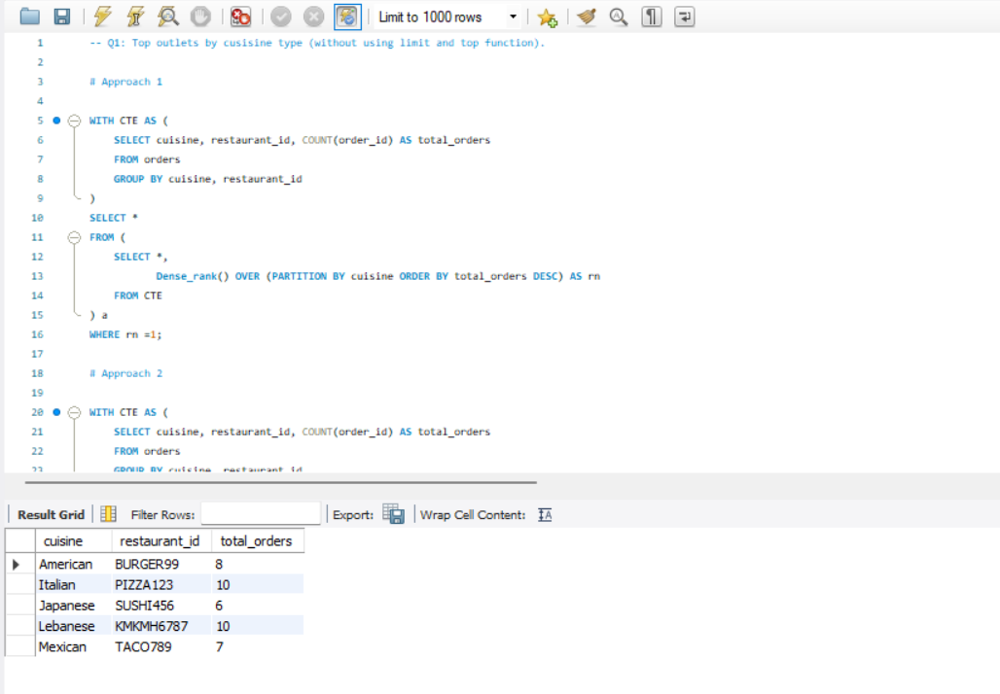 Limit to 1000 rows
1 -- Q1: Top outlets by cusisine type (without using limit and top function).
2
3 # Approach 1
4
5 WITH CTE AS (
6 SELECT cuisine, restaurant_id, COUNT(order_id) AS total_orders
7 FROM orders
8 GROUP BY cuisine, restaurant_id
9 )
10 SELECT *
11 FROM (
12 SELECT *,
13 Dense_rank() OVER (PARTITION BY cuisine ORDER BY total_orders DESC) AS rn
14 FROM CTE
15 ) a
16 WHERE rn =1;
17
18 # Approach 2
19
20 WITH CTE AS (
21 SELECT cuisine, restaurant_id, COUNT(order_id) AS total_orders
22 FROM orders
23 GROUP BY cuisine, restaurant_id
Result Grid Filter Rows: Export: Wrap Cell Content: IA
cuisine restaurant_id total_orders
American BURGER99 8
Italian PIZZA123 10
Japanese SUSHI456 6
Lebanese KMKMH6787 10
Mexican TACO789 7